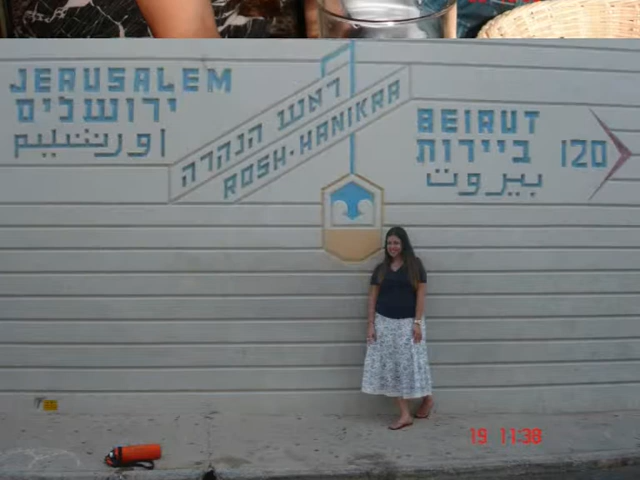 JERUSALEM
ירושלים
اورشليم
ראש הנקרה
ROSH-HANIKRA
BEIRUT
ביירות
بيروت
120
19 11:38